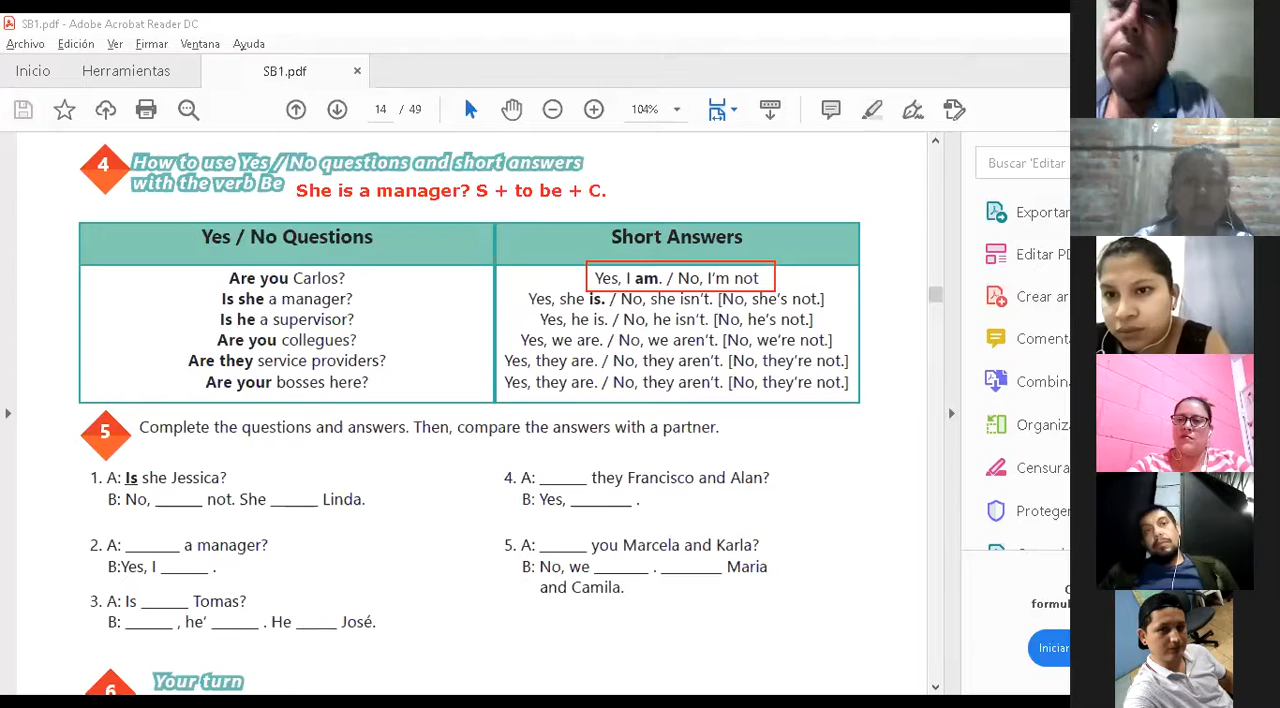 SB1.pdf - Adobe Acrobat Reader DC
Archivo Edición Ver Firmar Ventana Ayuda
Inicio Herramientas SB1.pdf ×
14 / 49 104%
4 How to use Yes / No questions and short answers
with the verb Be She is a manager? S + to be + C.
Yes / No Questions Short Answers
Are you Carlos? Yes, I am. / No, I'm not
Is she a manager? Yes, she is. / No, she isn't. [No, she's not.]
Is he a supervisor? Yes, he is. / No, he isn't. [No, he's not.]
Are you collegues? Yes, we are. / No, we aren't. [No, we're not.]
Are they service providers? Yes, they are. / No, they aren't. [No, they're not.]
Are your bosses here? Yes, they are. / No, they aren't. [No, they're not.]
5 Complete the questions and answers. Then, compare the answers with a partner.
1. A: Is she Jessica?
B: No, ______ not. She ______ Linda.
2. A: _______ a manager?
B:Yes, I ______ .
3. A: Is ______ Tomas?
B: ______ , he' ______ . He _____ José.
4. A: ______ they Francisco and Alan?
B: Yes, ________ .
5. A: ______ you Marcela and Karla?
B: No, we _______ . ________ Maria
and Camila.
6 Your turn
Buscar 'Editar
Exportar
Editar PD
Crear ar
Comenta
Combin
Organiz
Censura
Proteger
formul
Iniciar